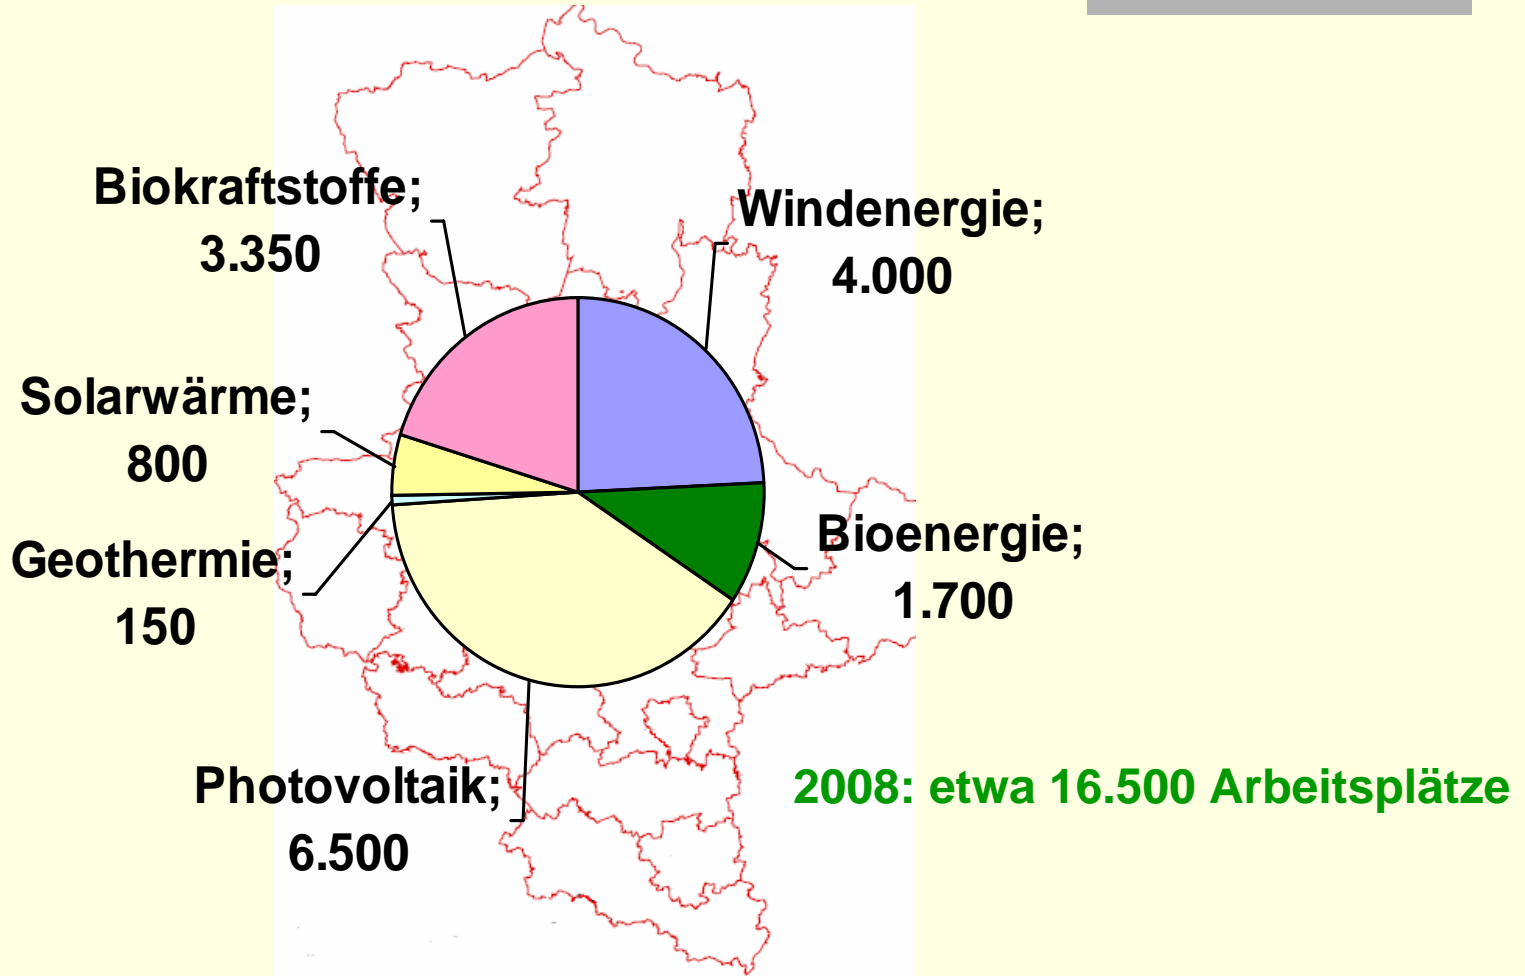 Biokraftstoffe;
3.350
Windenergie;
4.000
Solarwärme;
800
Geothermie;
150
Bioenergie;
1.700
Photovoltaik;
6.500
2008: etwa 16.500 Arbeitsplätze